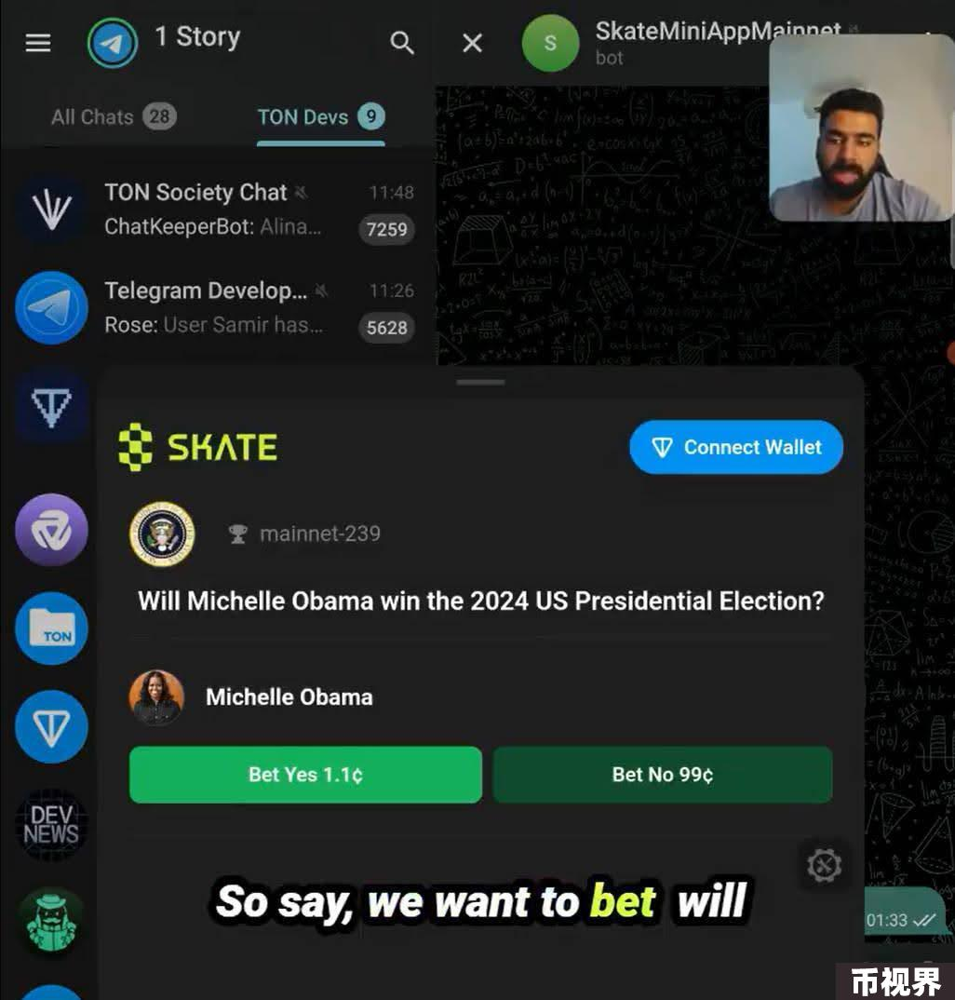 1 Story
SkateMiniAppMainnet
S
bot
All Chats 28
TON Devs 9
TON Society Chat 11:48
ChatKeeperBot: Alina... 7259
Telegram Develop... 11:26
Rose: User Samir has... 5628
SKATE
Connect Wallet
mainnet-239
Will Michelle Obama win the 2024 US Presidential Election?
TON
Michelle Obama
Bet Yes 1.1¢
Bet No 99¢
DEV
NEWS
So say, we want to bet will
01:33
币视界